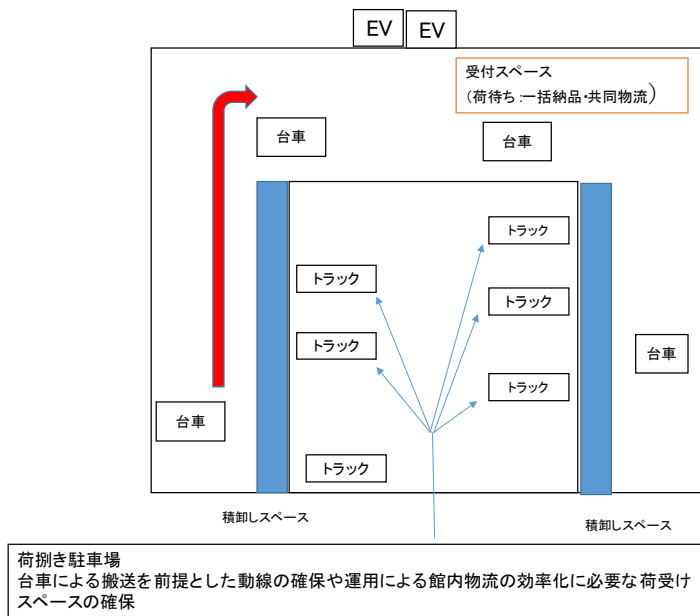 EV
EV
受付スペース
(荷待ち:一括納品・共同物流)
台車
台車
トラック
トラック
トラック
トラック
台車
トラック
台車
トラック
積卸しスペース
積卸しスペース
荷捌き駐車場
台車による搬送を前提とした動線の確保や運用による館内物流の効率化に必要な荷受け
スペースの確保